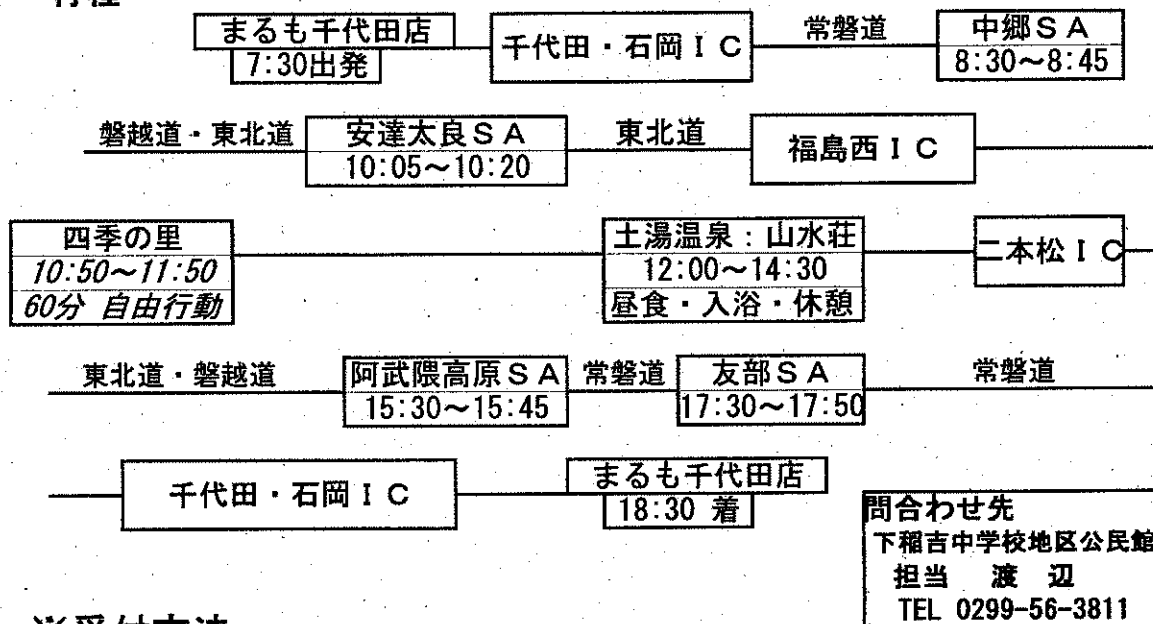 まるも千代田店
7:30出発
千代田・石岡ＩＣ
常磐道
中郷ＳＡ
8:30～8:45
磐越道・東北道
安達太良ＳＡ
10:05～10:20
東北道
福島西ＩＣ
四季の里
10:50～11:50
60分 自由行動
土湯温泉：山水荘
12:00～14:30
昼食・入浴・休憩
二本松ＩＣ
東北道・磐越道
阿武隈高原ＳＡ
15:30～15:45
常磐道
友部ＳＡ
17:30～17:50
常磐道
千代田・石岡ＩＣ
まるも千代田店
18:30 着
問合わせ先
下稲吉中学校地区公民館
担当 渡 辺
TEL 0299-56-3811